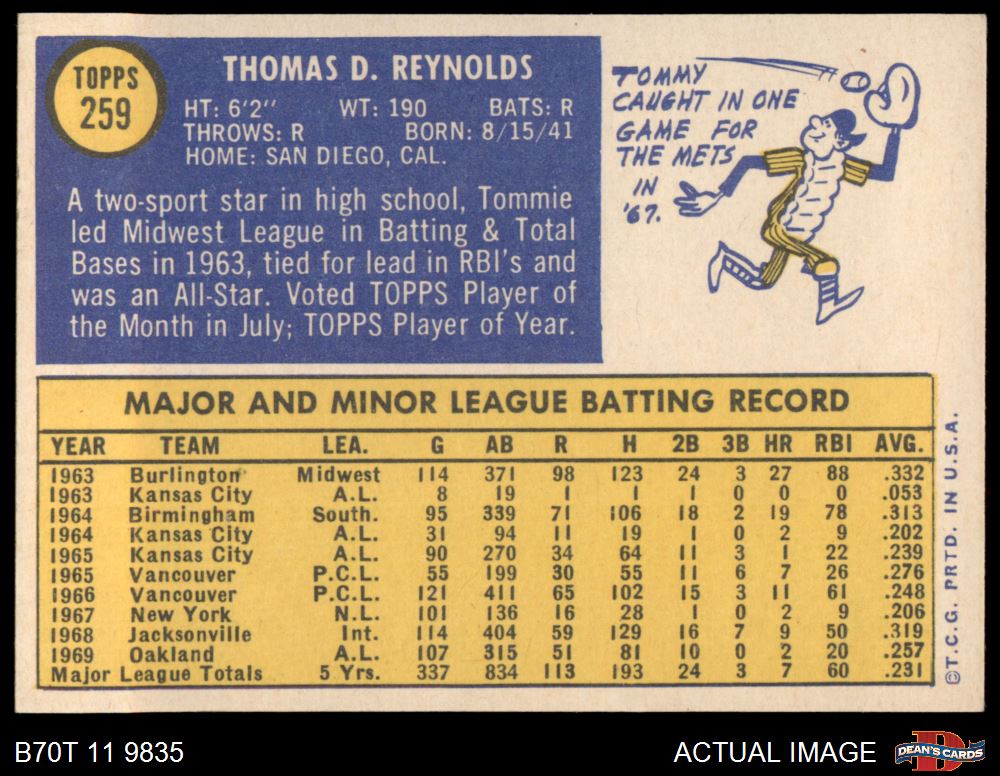 TOPPS
259
THOMAS D. REYNOLDS
HT: 6'2" WT: 190 BATS: R
THROWS: R BORN: 8/15/41
HOME: SAN DIEGO, CAL.
A two-sport star in high school, Tommie
led Midwest League in Batting & Total
Bases in 1963, tied for lead in RBI's and
was an All-Star. Voted TOPPS Player of
the Month in July; TOPPS Player of Year.
TOMMY
CAUGHT IN ONE
GAME FOR
THE METS
IN
'67.
MAJOR AND MINOR LEAGUE BATTING RECORD
YEAR TEAM LEA. G AB R H 2B 3B HR RBI AVG.
1963 Burlington Midwest 114 371 98 123 24 3 27 88 .332
1963 Kansas City A.L. 8 19 1 1 1 0 0 0 .053
1964 Birmingham South. 95 339 71 106 18 2 19 78 .313
1964 Kansas City A.L. 31 94 11 19 1 0 2 9 .202
1965 Kansas City A.L. 90 270 34 64 11 3 1 22 .239
1965 Vancouver P.C.L. 55 199 30 55 11 6 7 26 .276
1966 Vancouver P.C.L. 121 411 65 102 15 3 11 61 .248
1967 New York N.L. 101 136 16 28 1 0 2 9 .206
1968 Jacksonville Int. 114 404 59 129 16 7 9 50 .319
1969 Oakland A.L. 107 315 51 81 10 0 2 20 .257
Major League Totals 5 Yrs. 337 834 113 193 24 3 7 60 .231
©T.C.G. PRTD. IN U.S.A.
B70T 11 9835
ACTUAL IMAGE
DEAN'S CARDS